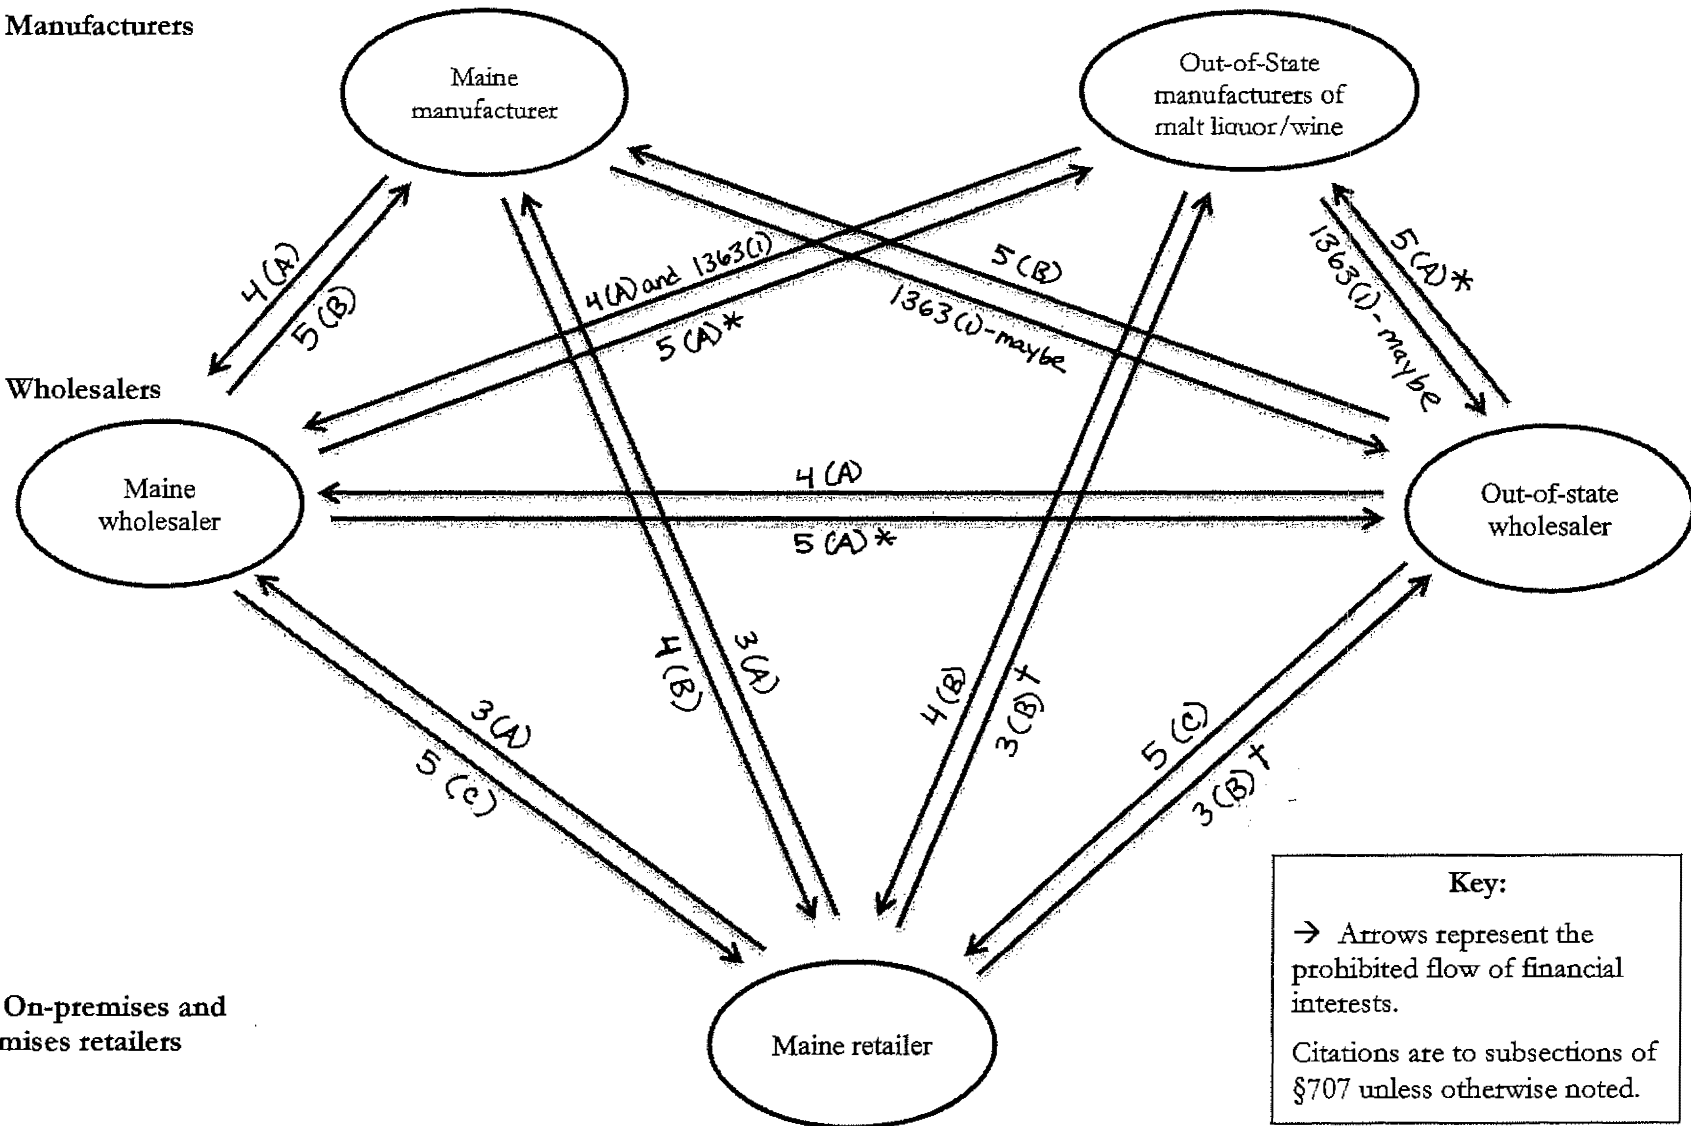 Manufacturers
Maine
manufacturer
Out-of-State
manufacturers of
malt liquor/wine
4(A)
5(B)
4(A) and 1363(1)
5(A)*
5(B)
1363(1)-maybe
5(A)*
1363(1)-maybe
Wholesalers
Maine
wholesaler
4(A)
5(A)*
Out-of-state
wholesaler
3(A)
5(C)
4(B)
3(A)
4(B)
3(B)†
5(C)
3(B)†
On-premises and
mises retailers
Maine retailer
Key:
→ Arrows represent the
prohibited flow of financial
interests.
Citations are to subsections of
§707 unless otherwise noted.